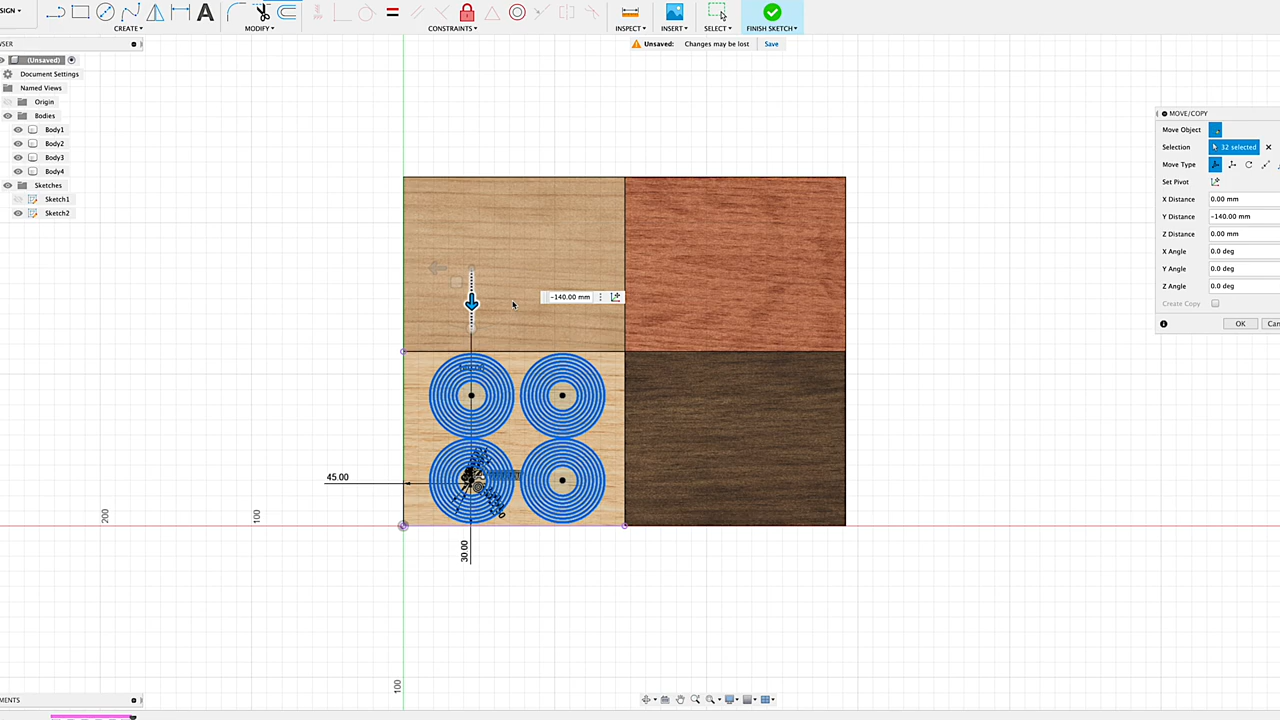 SIGN
CREATE
MODIFY
CONSTRAINTS
INSPECT
INSERT
SELECT
FINISH SKETCH
WSER
Unsaved: Changes may be lost Save
(Unsaved)
Document Settings
Named Views
Origin
Bodies
Body1
Body2
Body3
Body4
Sketches
Sketch1
Sketch2
MOVE/COPY
Move Object
Selection 32 selected
Move Type
Set Pivot
X Distance 0.00 mm
Y Distance -140.00 mm
Z Distance 0.00 mm
X Angle 0.0 deg
Y Angle 0.0 deg
Z Angle 0.0 deg
Create Copy
OK Can
-140.00 mm
45.00
30.00
200
100
100
MENTS